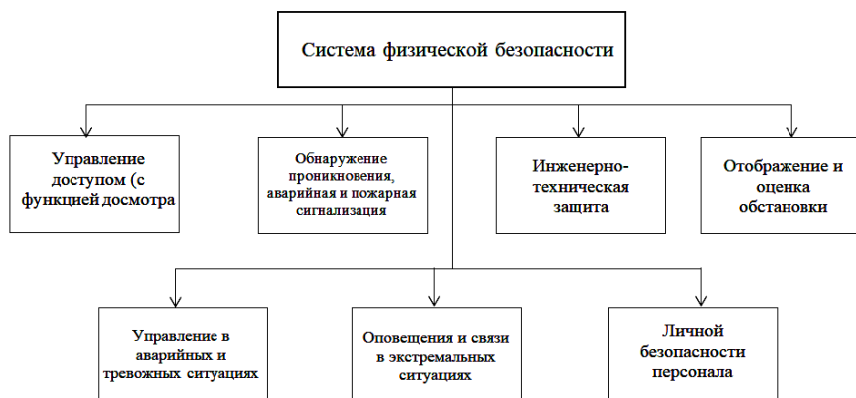 Система физической безопасности
Управление
доступом (с
функцией досмотра
Обнаружение
проникновения,
аварийная и пожарная
сигнализация
Инженерно-
техническая
защита
Отображение и
оценка
обстановки
Управление в
аварийных и
тревожных ситуациях
Оповещения и связи
в экстремальных
ситуациях
Личной
безопасности
персонала